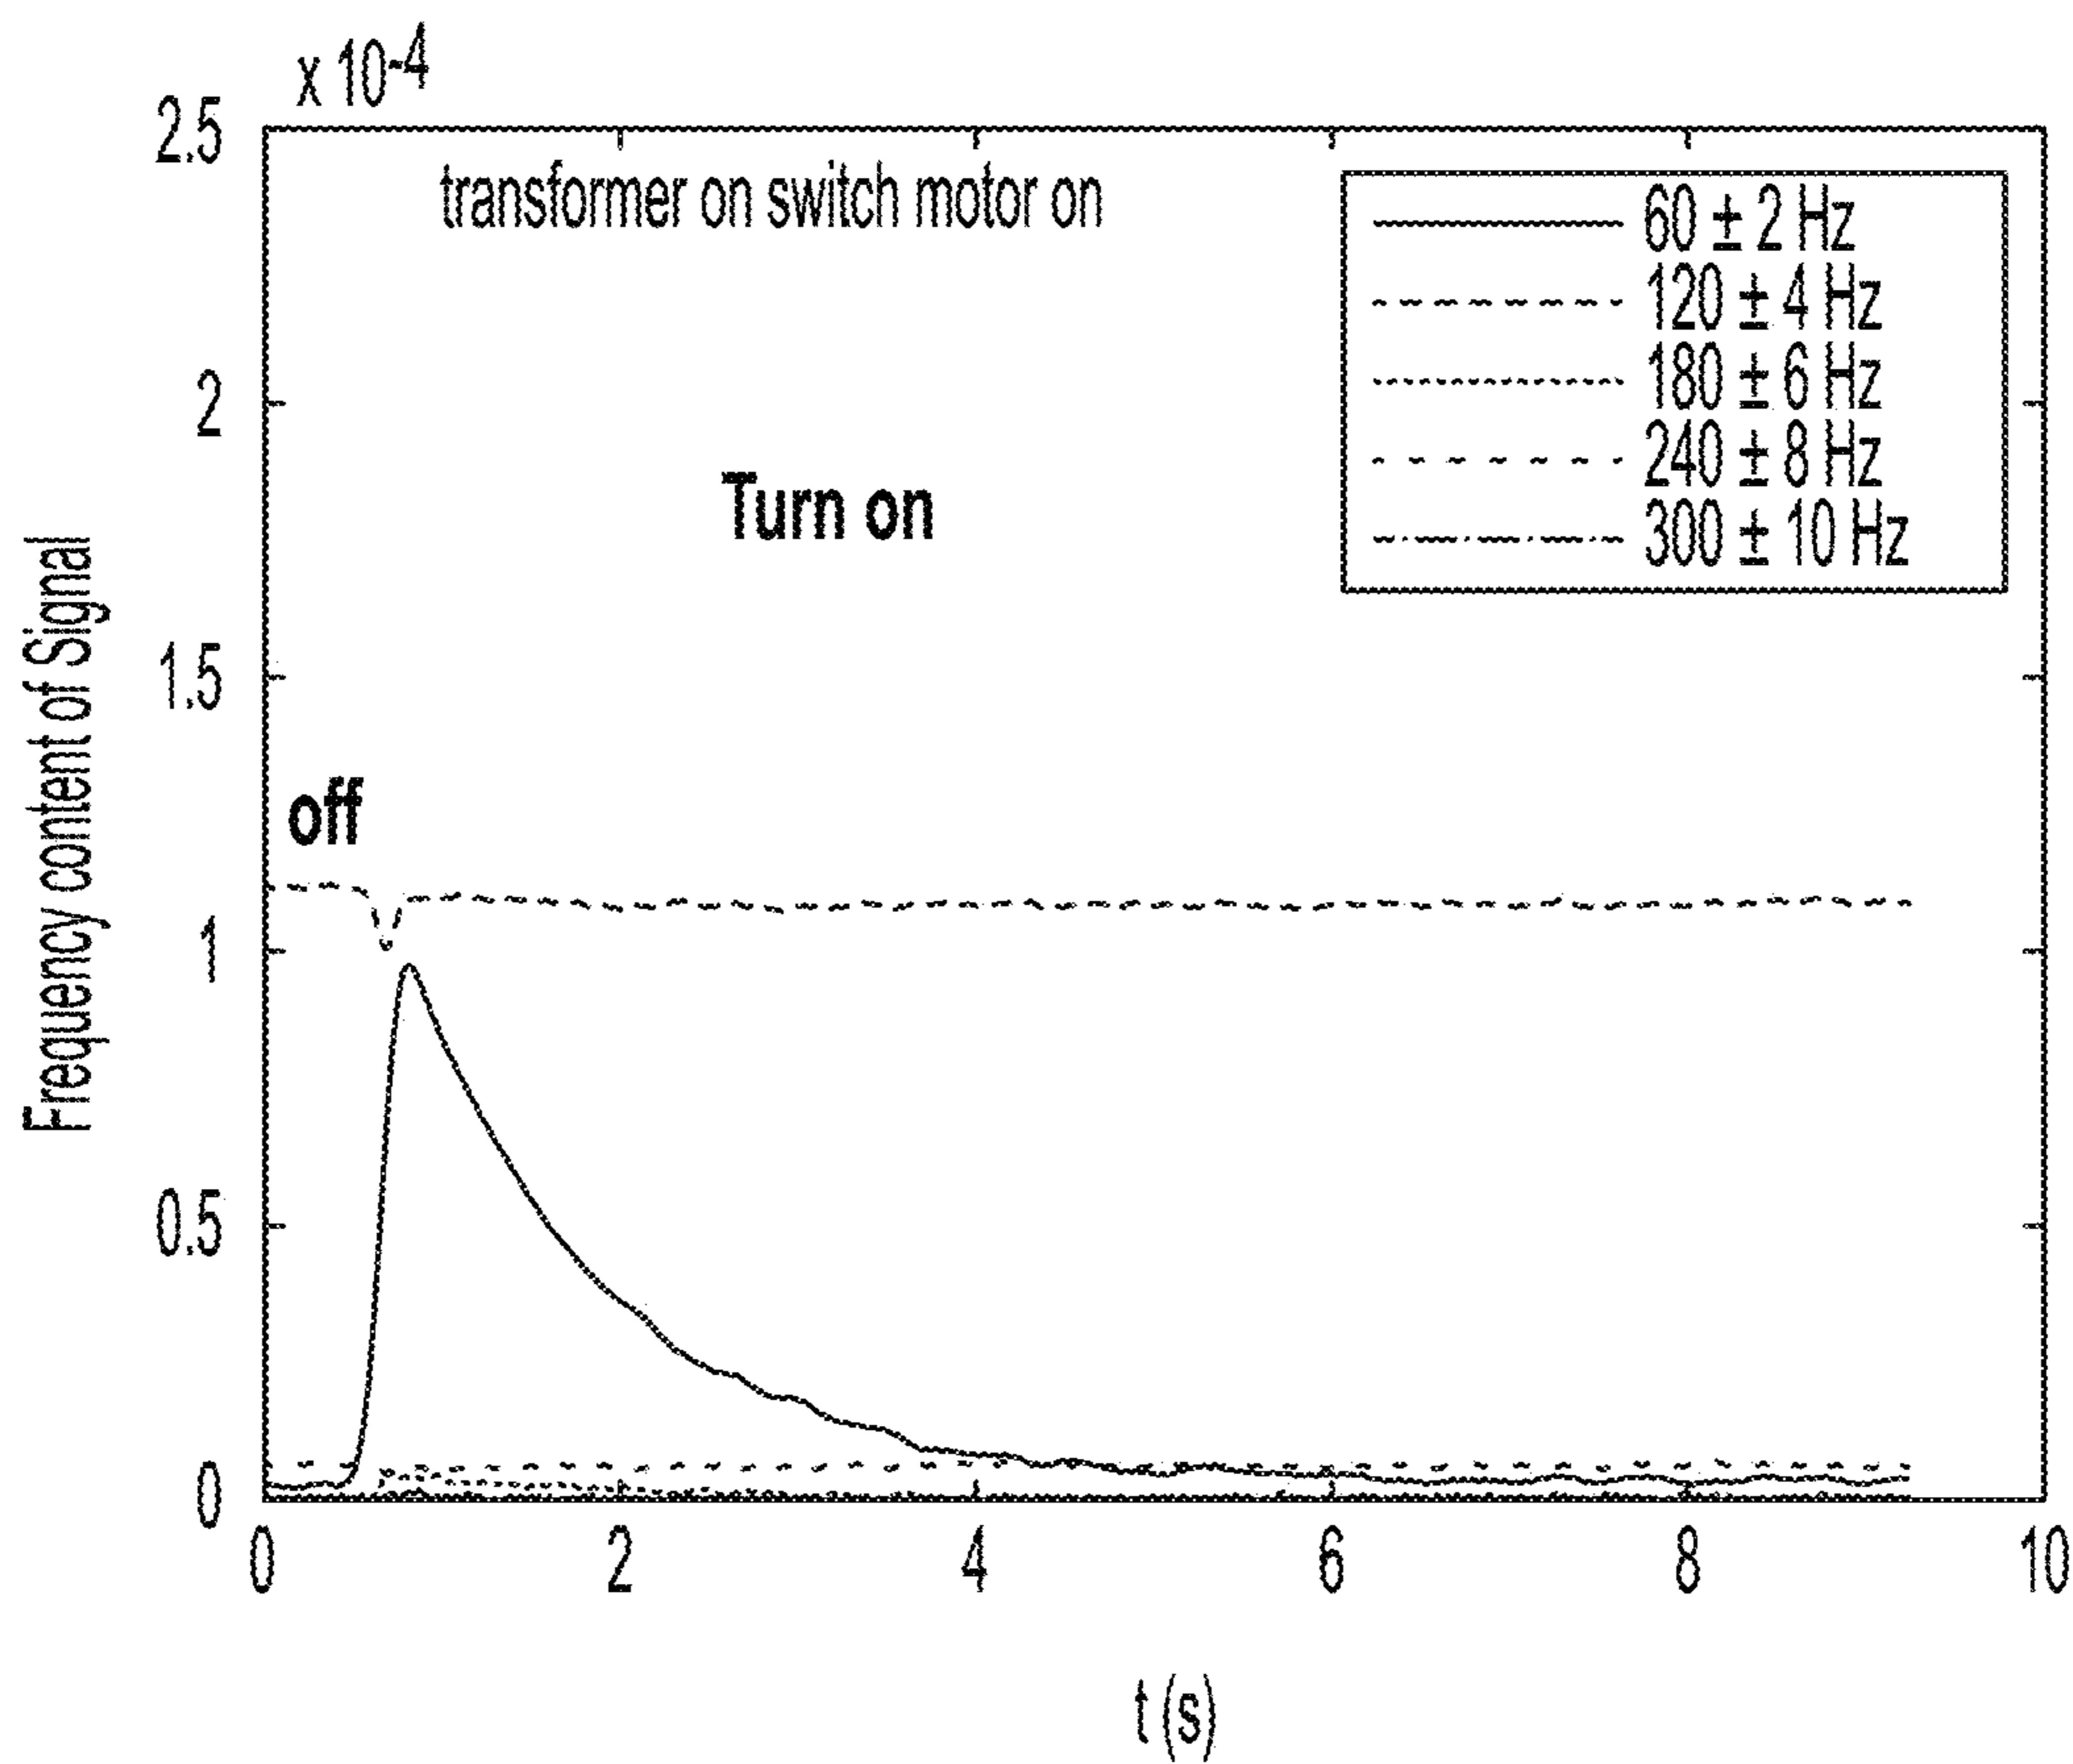 x 10-4
2.5
transformer on switch motor on
60 ± 2 Hz
120 ± 4 Hz
180 ± 6 Hz
240 ± 8 Hz
300 ± 10 Hz
2
Turn on
1.5
Frequency content of Signal
off
1
0.5
0
0 2 4 6 8 10
t (s)